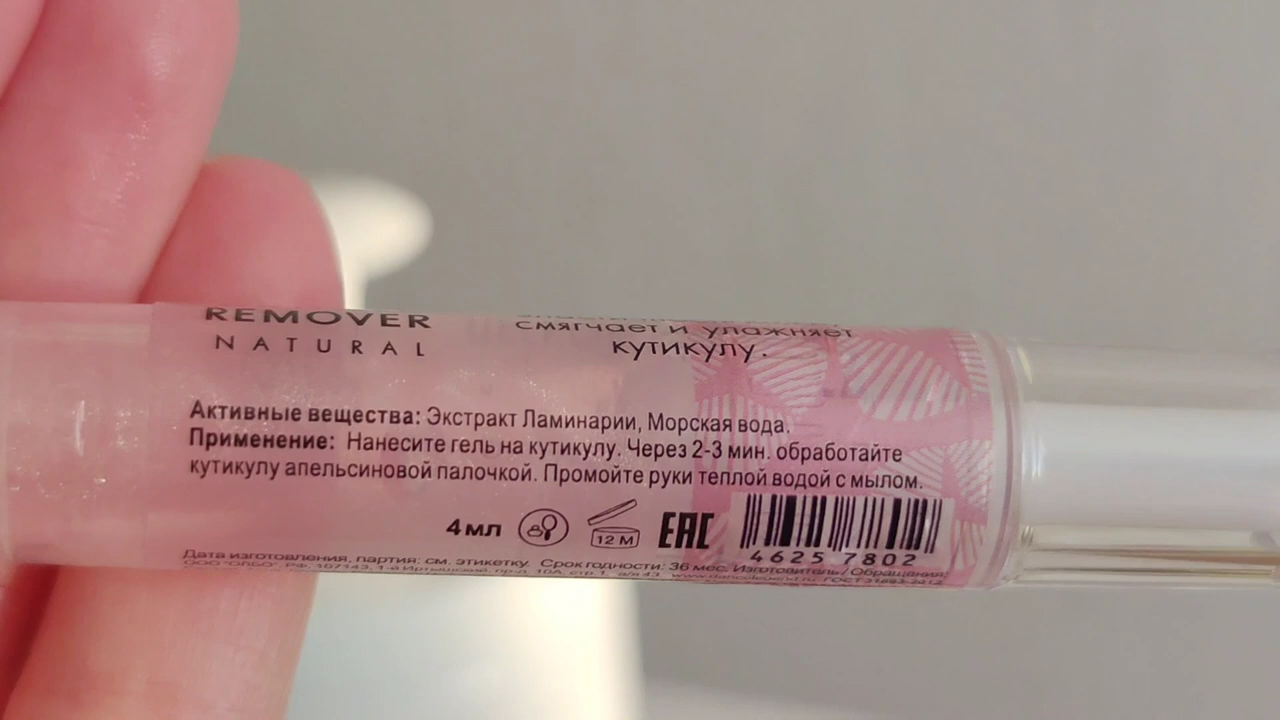 REMOVER
NATURAL
смягчает и улажняет
кутикулу.
Активные вещества: Экстракт Ламинарии, Морская вода.
Применение: Нанесите гель на кутикулу. Через 2-3 мин. обработайте
кутикулу апельсиновой палочкой. Промойте руки теплой водой с мылом.
4мл 12 М ЕАС
4625 7802
Дата изготовления, партия: см. этикетку. Срок годности: 36 мес. Изготовитель/Обращения: